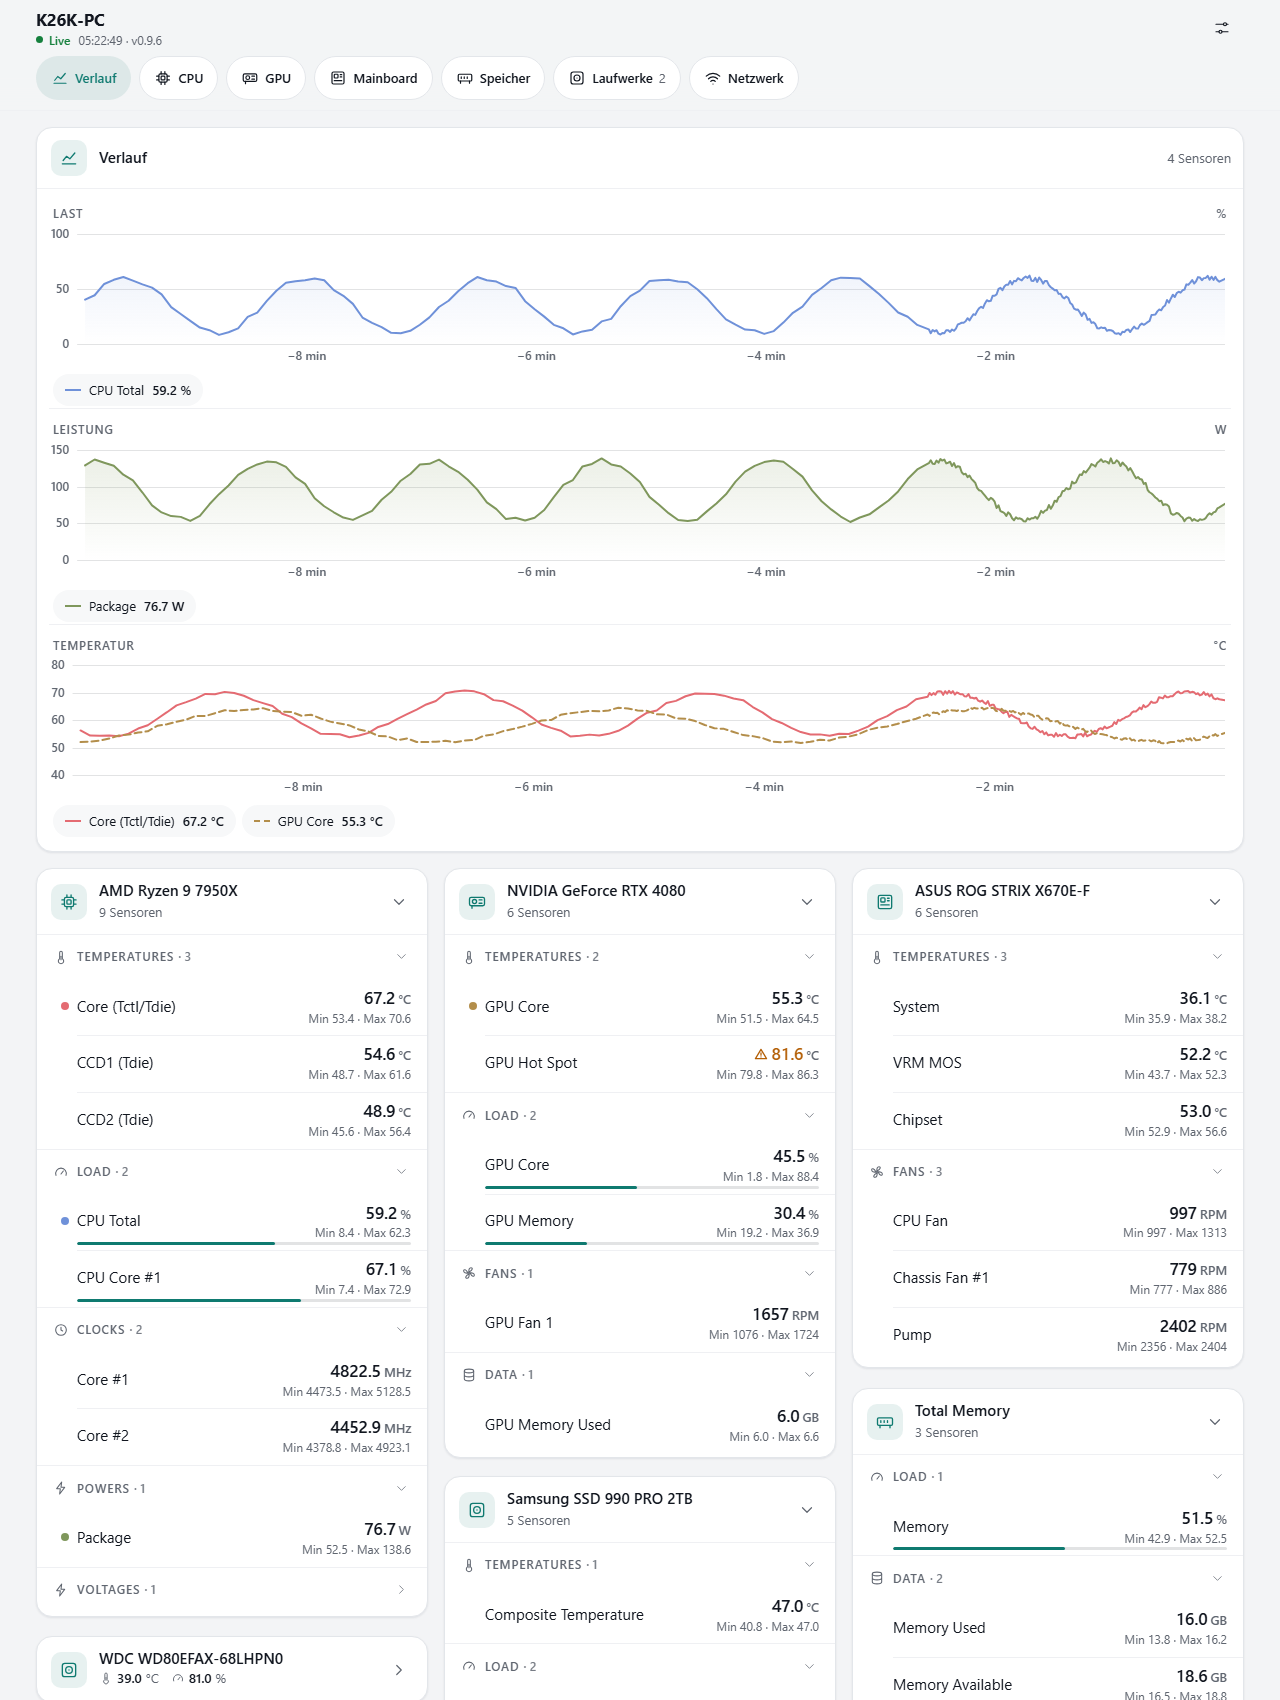 K26K-PC
Live 05:22:49 · v0.9.6
Verlauf CPU GPU Mainboard Speicher Laufwerke 2 Netzwerk
Verlauf 4 Sensoren
LAST %
100
50
0
−8 min −6 min −4 min −2 min
CPU Total 59.2 %
LEISTUNG W
150
100
50
0
−8 min −6 min −4 min −2 min
Package 76.7 W
TEMPERATUR °C
80
70
60
50
40
−8 min −6 min −4 min −2 min
Core (Tctl/Tdie) 67.2 °C GPU Core 55.3 °C
AMD Ryzen 9 7950X
9 Sensoren
TEMPERATURES · 3
Core (Tctl/Tdie) 67.2 °C
Min 53.4 · Max 70.6
CCD1 (Tdie) 54.6 °C
Min 48.7 · Max 61.6
CCD2 (Tdie) 48.9 °C
Min 45.6 · Max 56.4
LOAD · 2
CPU Total 59.2 %
Min 8.4 · Max 62.3
CPU Core #1 67.1 %
Min 7.4 · Max 72.9
CLOCKS · 2
Core #1 4822.5 MHz
Min 4473.5 · Max 5128.5
Core #2 4452.9 MHz
Min 4378.8 · Max 4923.1
POWERS · 1
Package 76.7 W
Min 52.5 · Max 138.6
VOLTAGES · 1
WDC WD80EFAX-68LHPN0
39.0 °C 81.0 %
NVIDIA GeForce RTX 4080
6 Sensoren
TEMPERATURES · 2
GPU Core 55.3 °C
Min 51.5 · Max 64.5
GPU Hot Spot 81.6 °C
Min 79.8 · Max 86.3
LOAD · 2
GPU Core 45.5 %
Min 1.8 · Max 88.4
GPU Memory 30.4 %
Min 19.2 · Max 36.9
FANS · 1
GPU Fan 1 1657 RPM
Min 1076 · Max 1724
DATA · 1
GPU Memory Used 6.0 GB
Min 6.0 · Max 6.6
Samsung SSD 990 PRO 2TB
5 Sensoren
TEMPERATURES · 1
Composite Temperature 47.0 °C
Min 40.8 · Max 47.0
LOAD · 2
ASUS ROG STRIX X670E-F
6 Sensoren
TEMPERATURES · 3
System 36.1 °C
Min 35.9 · Max 38.2
VRM MOS 52.2 °C
Min 43.7 · Max 52.3
Chipset 53.0 °C
Min 52.9 · Max 56.6
FANS · 3
CPU Fan 997 RPM
Min 997 · Max 1313
Chassis Fan #1 779 RPM
Min 777 · Max 886
Pump 2402 RPM
Min 2356 · Max 2404
Total Memory
3 Sensoren
LOAD · 1
Memory 51.5 %
Min 42.9 · Max 52.5
DATA · 2
Memory Used 16.0 GB
Min 13.8 · Max 16.2
Memory Available 18.6 GB
Min 16.5 · Max 18.8